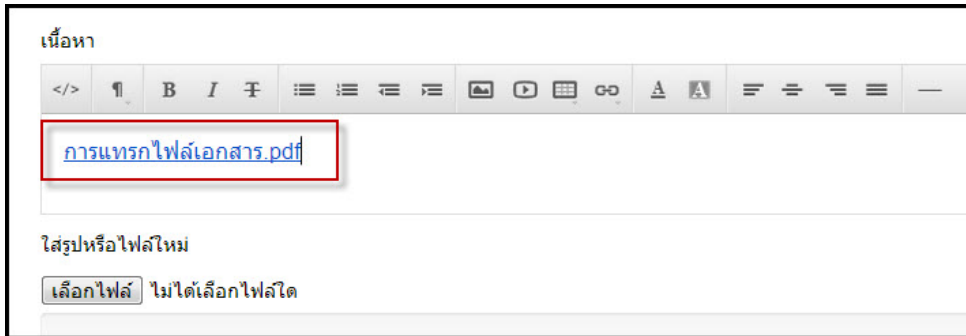 เนื้อหา
</> ¶ B I T A A
การแทรกไฟล์เอกสาร.pdf
ใส่รูปหรือไฟล์ใหม่
เลือกไฟล์ ไม่ได้เลือกไฟล์ใด